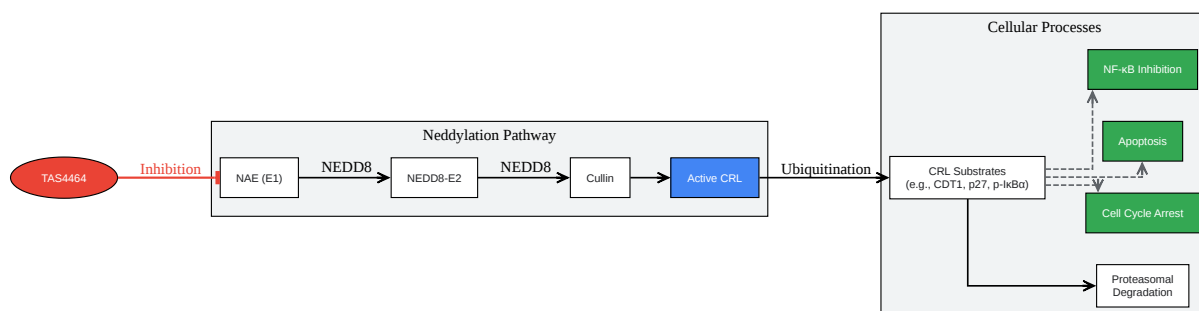 Cellular Processes
NF-κB Inhibition
Neddylation Pathway
Apoptosis
TAS4464
Inhibition
NAE (E1)
NEDD8
NEDD8-E2
NEDD8
Cullin
Active CRL
Ubiquitination
CRL Substrates
(e.g., CDT1, p27, p-IκBα)
Cell Cycle Arrest
Proteasomal
Degradation